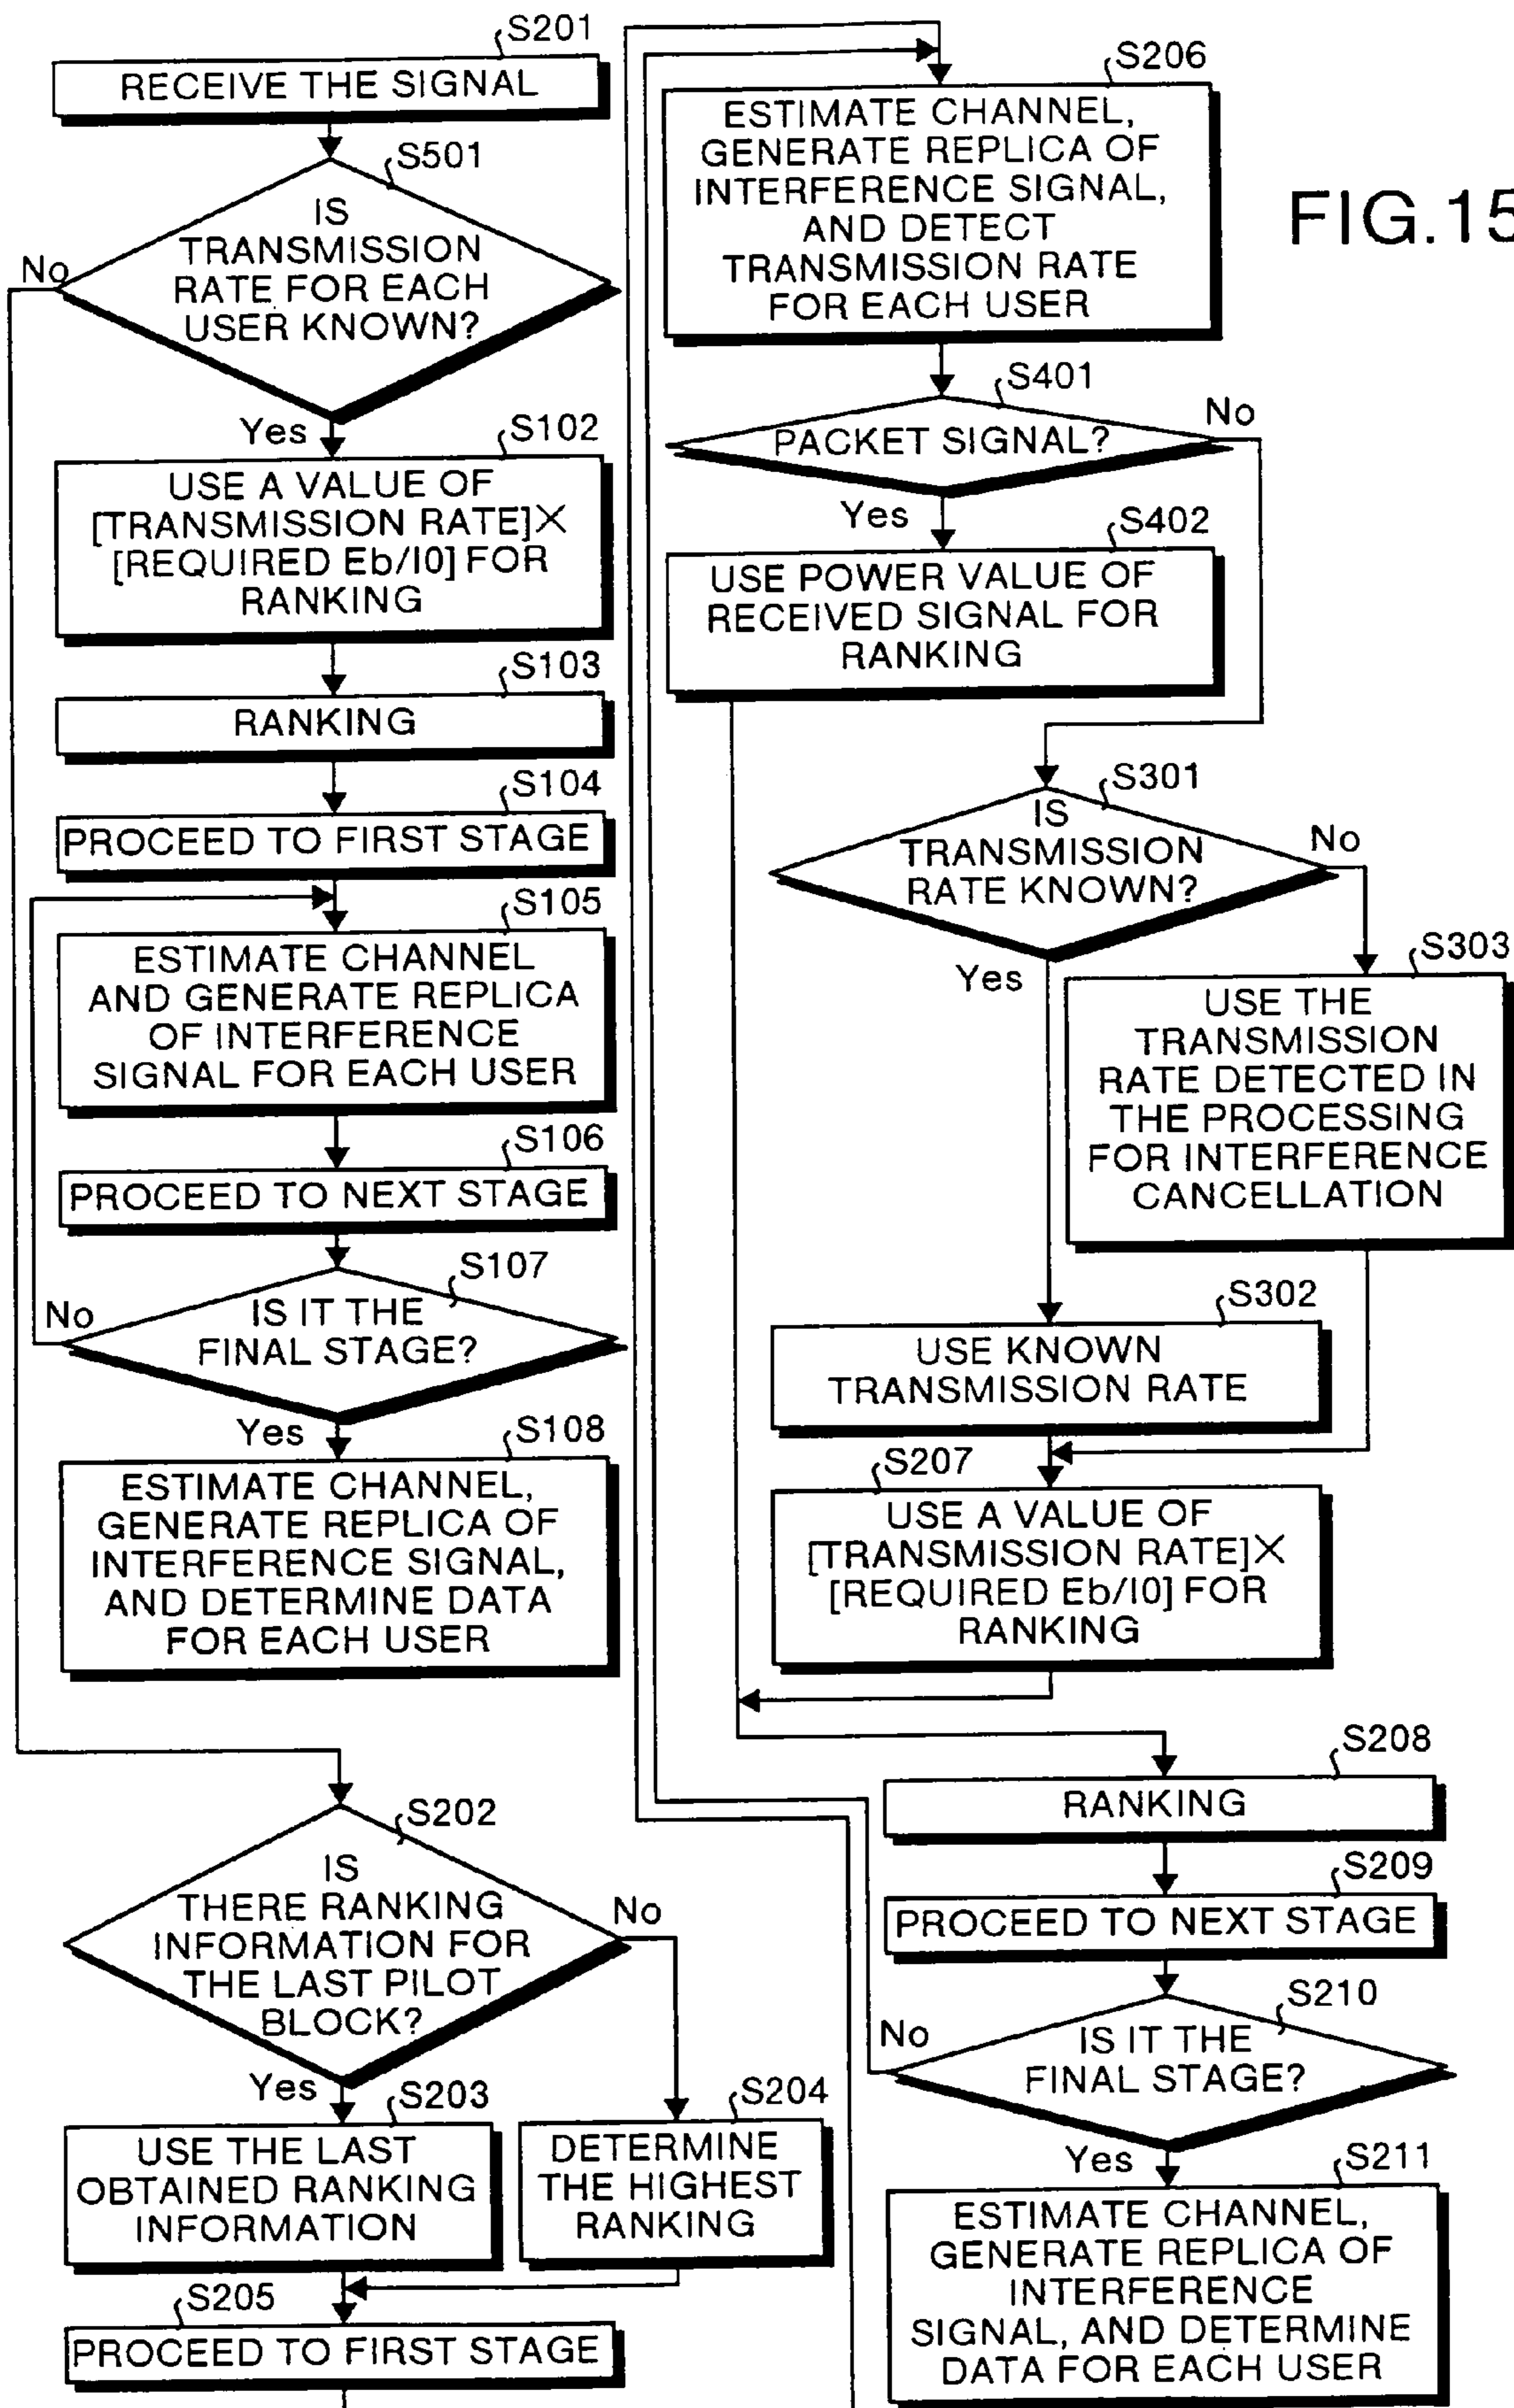 S201
RECEIVE THE SIGNAL
S501
IS
TRANSMISSION
RATE FOR EACH
USER KNOWN?
No
Yes
S102
USE A VALUE OF
[TRANSMISSION RATE]×
[REQUIRED Eb/I0] FOR
RANKING
S103
RANKING
S104
PROCEED TO FIRST STAGE
S105
ESTIMATE CHANNEL
AND GENERATE REPLICA
OF INTERFERENCE
SIGNAL FOR EACH USER
S106
PROCEED TO NEXT STAGE
S107
No
IS IT THE
FINAL STAGE?
Yes
S108
ESTIMATE CHANNEL,
GENERATE REPLICA OF
INTERFERENCE SIGNAL,
AND DETERMINE DATA
FOR EACH USER
S202
IS
THERE RANKING
INFORMATION FOR
THE LAST PILOT
BLOCK?
No
Yes
S203
USE THE LAST
OBTAINED RANKING
INFORMATION
S204
DETERMINE
THE HIGHEST
RANKING
S205
PROCEED TO FIRST STAGE
FIG.15
S206
ESTIMATE CHANNEL,
GENERATE REPLICA OF
INTERFERENCE SIGNAL,
AND DETECT
TRANSMISSION RATE
FOR EACH USER
S401
PACKET SIGNAL?
No
Yes
S402
USE POWER VALUE OF
RECEIVED SIGNAL FOR
RANKING
S301
IS
TRANSMISSION
RATE KNOWN?
No
Yes
S303
USE THE
TRANSMISSION
RATE DETECTED IN
THE PROCESSING
FOR INTERFERENCE
CANCELLATION
S302
USE KNOWN
TRANSMISSION RATE
S207
USE A VALUE OF
[TRANSMISSION RATE]×
[REQUIRED Eb/I0] FOR
RANKING
S208
RANKING
S209
PROCEED TO NEXT STAGE
S210
No
IS IT THE
FINAL STAGE?
Yes
S211
ESTIMATE CHANNEL,
GENERATE REPLICA OF
INTERFERENCE
SIGNAL, AND DETERMINE
DATA FOR EACH USER